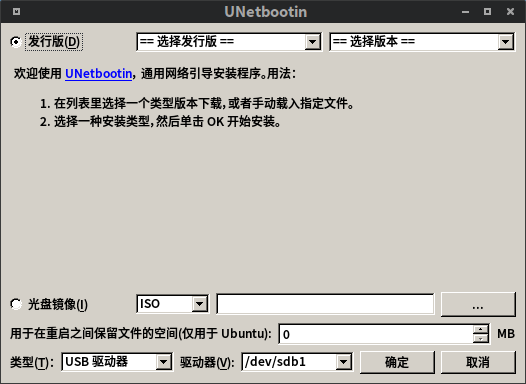 UNetbootin
发行版(D) == 选择发行版 == == 选择版本 ==
欢迎使用 UNetbootin，通用网络引导安装程序。用法：
1. 在列表里选择一个类型版本下载，或者手动载入指定文件。
2. 选择一种安装类型，然后单击 OK 开始安装。
光盘镜像(I) ISO ...
用于在重启之间保留文件的空间(仅用于 Ubuntu): 0 MB
类型(T)： USB 驱动器 驱动器(V): /dev/sdb1 确定 取消